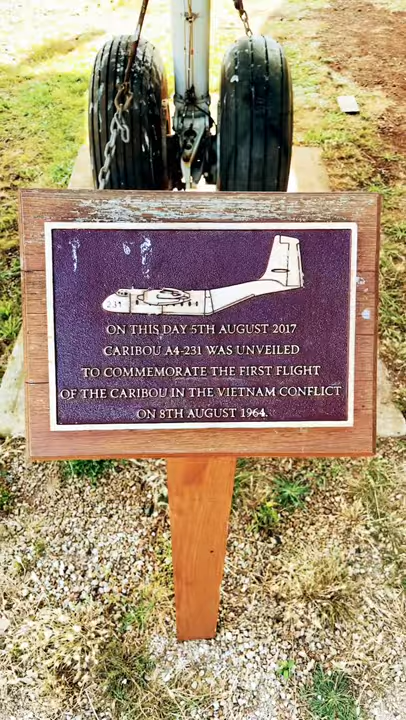 231
ON THIS DAY 5TH AUGUST 2017
CARIBOU A4-231 WAS UNVEILED
TO COMMEMORATE THE FIRST FLIGHT
OF THE CARIBOU IN THE VIETNAM CONFLICT
ON 8TH AUGUST 1964.